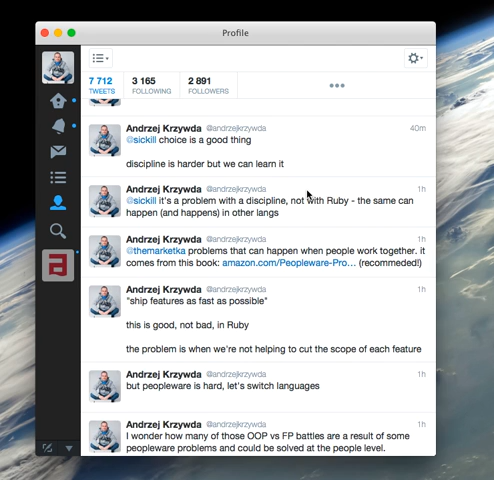 Profile
7 712
TWEETS
3 165
FOLLOWING
2 891
FOLLOWERS
Andrzej Krzywda @andrzejkrzywda 40m
@sickill choice is a good thing
discipline is harder but we can learn it
Andrzej Krzywda @andrzejkrzywda 1h
@sickill it's a problem with a discipline, not with Ruby - the same can
happen (and happens) in other langs
Andrzej Krzywda @andrzejkrzywda 1h
@themarketka problems that can happen when people work together. it
comes from this book: amazon.com/Peopleware-Pro… (recommeded!)
Andrzej Krzywda @andrzejkrzywda 1h
"ship features as fast as possible"
this is good, not bad, in Ruby
the problem is when we're not helping to cut the scope of each feature
Andrzej Krzywda @andrzejkrzywda 1h
but peopleware is hard, let's switch languages
Andrzej Krzywda @andrzejkrzywda 1h
I wonder how many of those OOP vs FP battles are a result of some
peopleware problems and could be solved at the people level.